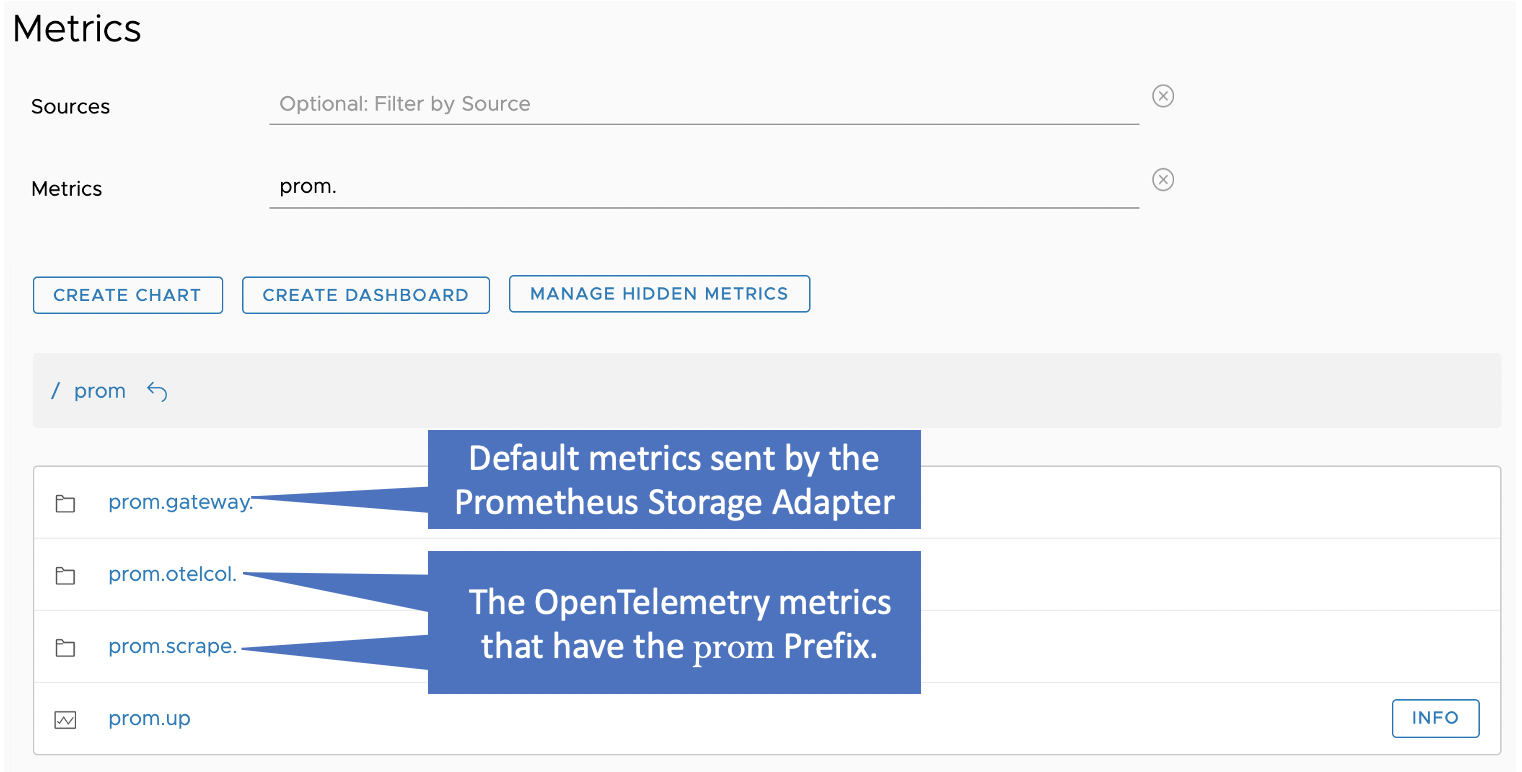 Metrics
Sources
Optional: Filter by Source
Metrics
prom.
CREATE CHART
CREATE DASHBOARD
MANAGE HIDDEN METRICS
/ prom
prom.gateway.
Default metrics sent by the
Prometheus Storage Adapter
prom.otelcol.
The OpenTelemetry metrics
that have the prom Prefix.
prom.scrape.
prom.up
INFO